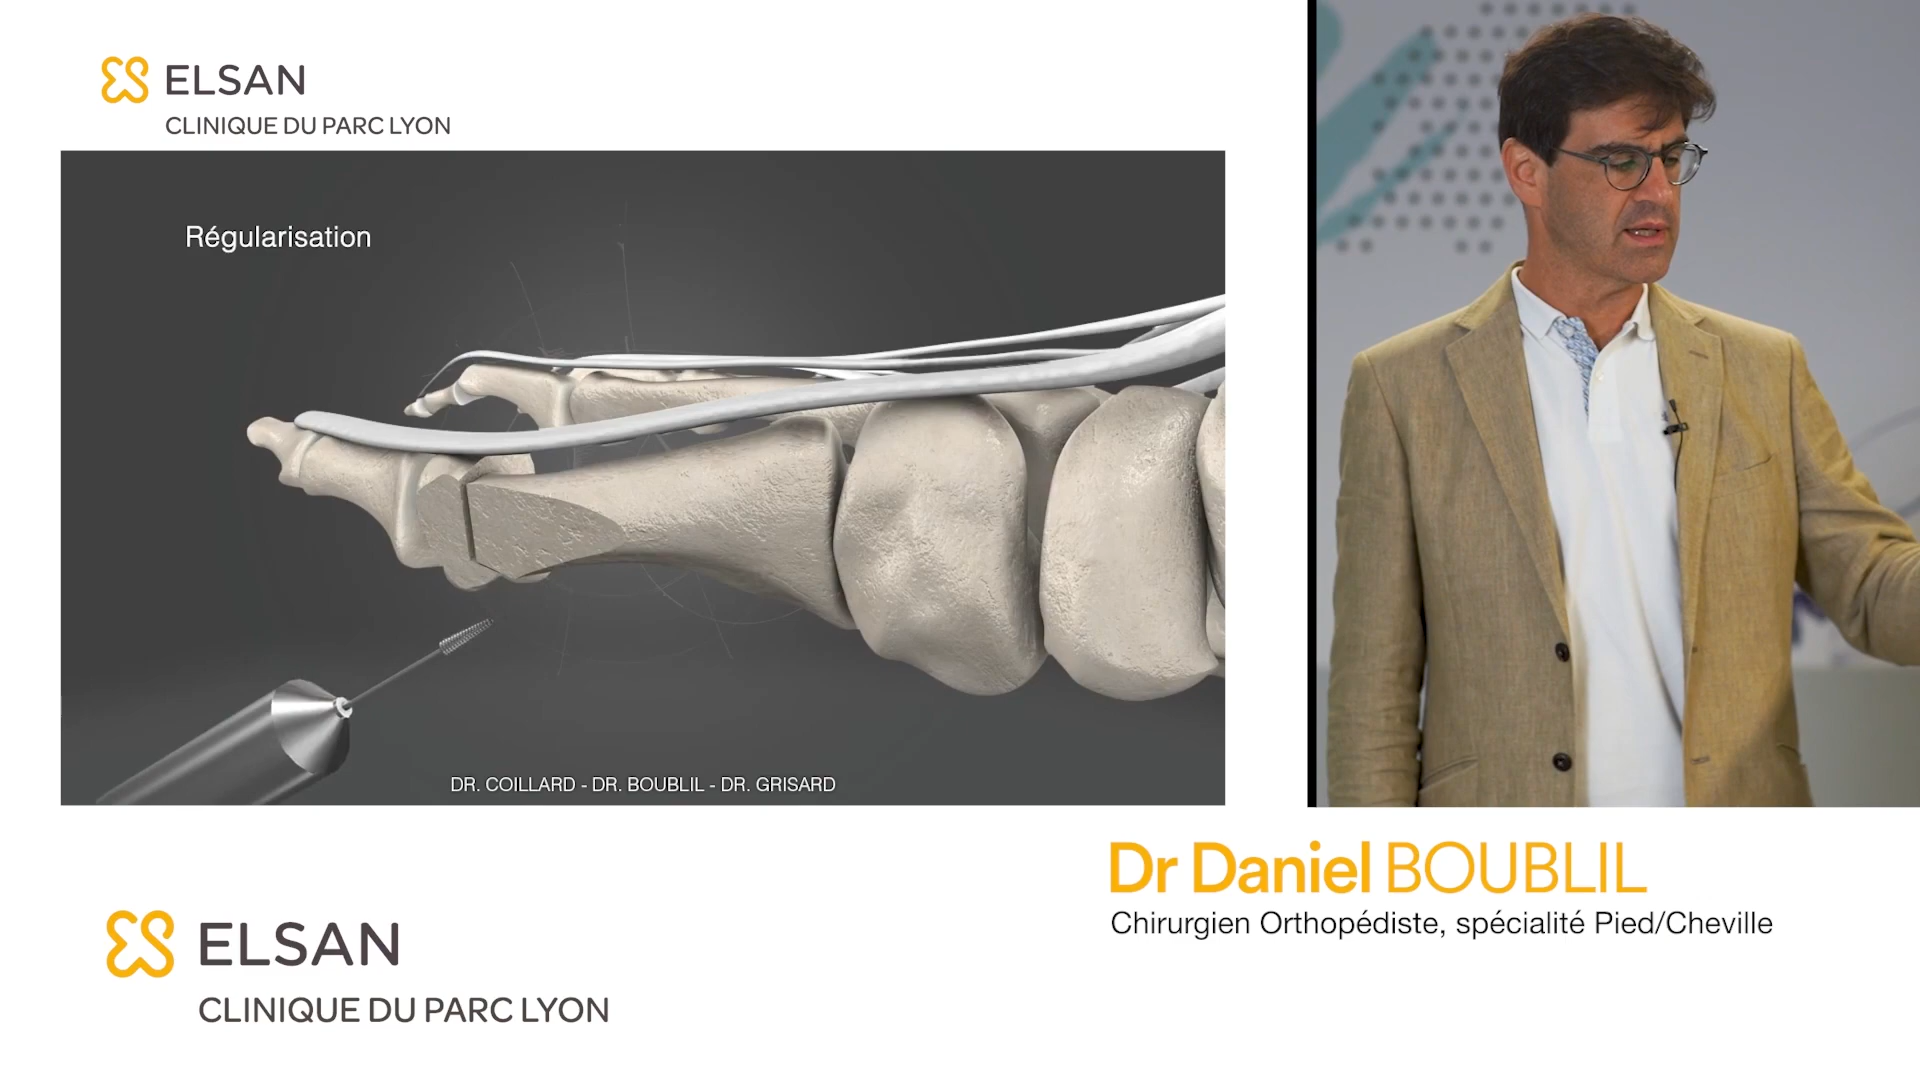 ELSAN
CLINIQUE DU PARC LYON
Régularisation
DR. COILLARD - DR. BOUBLIL - DR. GRISARD
Dr Daniel BOUBLIL
Chirurgien Orthopédiste, spécialité Pied/Cheville
ELSAN
CLINIQUE DU PARC LYON